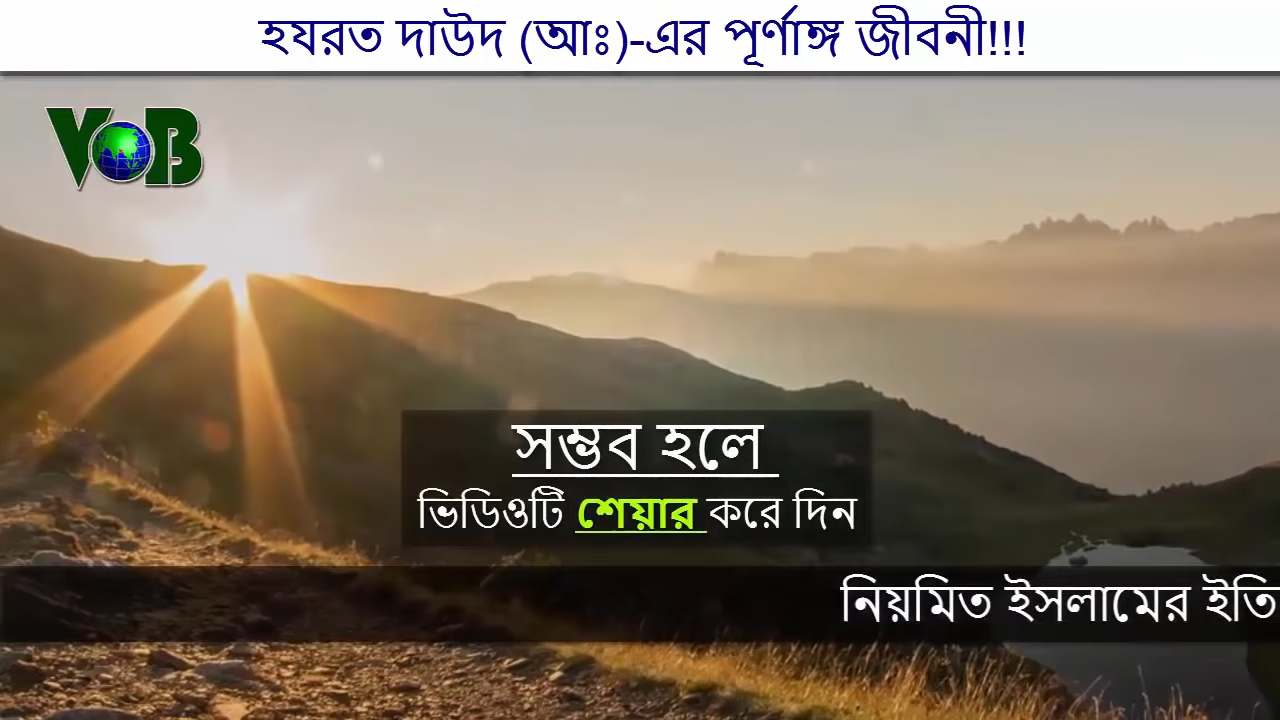 হযরত দাউদ (আঃ)-এর পূর্ণাঙ্গ জীবনী!!!
VOB
সম্ভব হলে
ভিডিওটি শেয়ার করে দিন
নিয়মিত ইসলামের ইতি